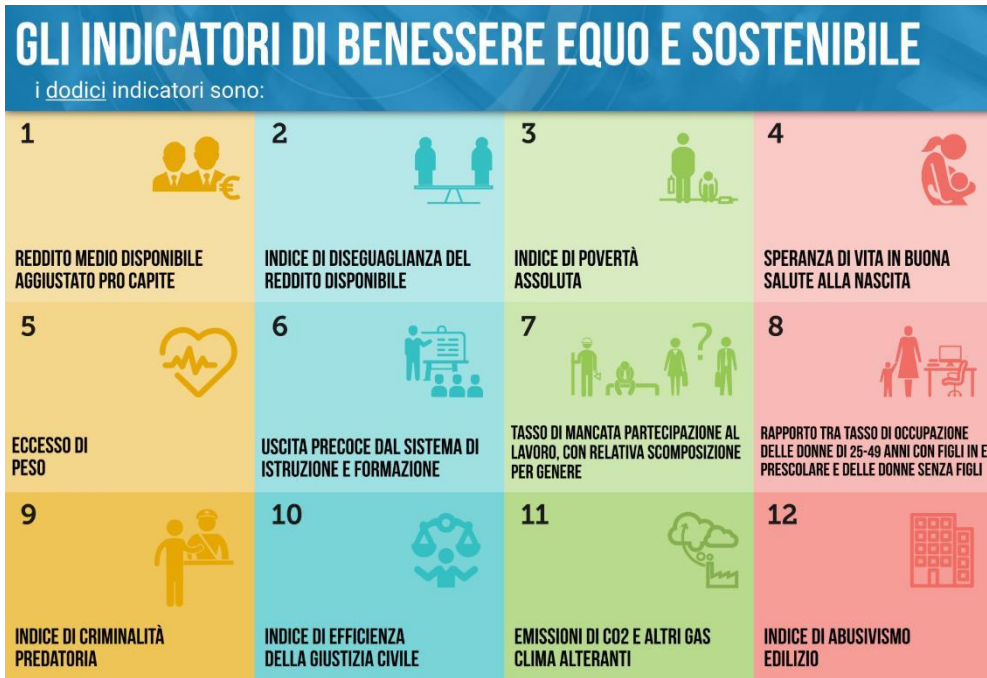 GLI INDICATORI DI BENESSERE EQUO E SOSTENIBILE
i dodici indicatori sono:
1
€
REDDITO MEDIO DISPONIBILE
AGGIUSTATO PRO CAPITE
2
INDICE DI DISEGUAGLIANZA DEL
REDDITO DISPONIBILE
3
INDICE DI POVERTÀ
ASSOLUTA
4
SPERANZA DI VITA IN BUONA
SALUTE ALLA NASCITA
5
ECCESSO DI
PESO
6
USCITA PRECOCE DAL SISTEMA DI
ISTRUZIONE E FORMAZIONE
7
?
TASSO DI MANCATA PARTECIPAZIONE AL
LAVORO, CON RELATIVA SCOMPOSIZIONE
PER GENERE
8
RAPPORTO TRA TASSO DI OCCUPAZIONE
DELLE DONNE DI 25-49 ANNI CON FIGLI IN E
PRESCOLARE E DELLE DONNE SENZA FIGLI
9
INDICE DI CRIMINALITÀ
PREDATORIA
10
INDICE DI EFFICIENZA
DELLA GIUSTIZIA CIVILE
11
EMISSIONI DI CO2 E ALTRI GAS
CLIMA ALTERANTI
12
INDICE DI ABUSIVISMO
EDILIZIO